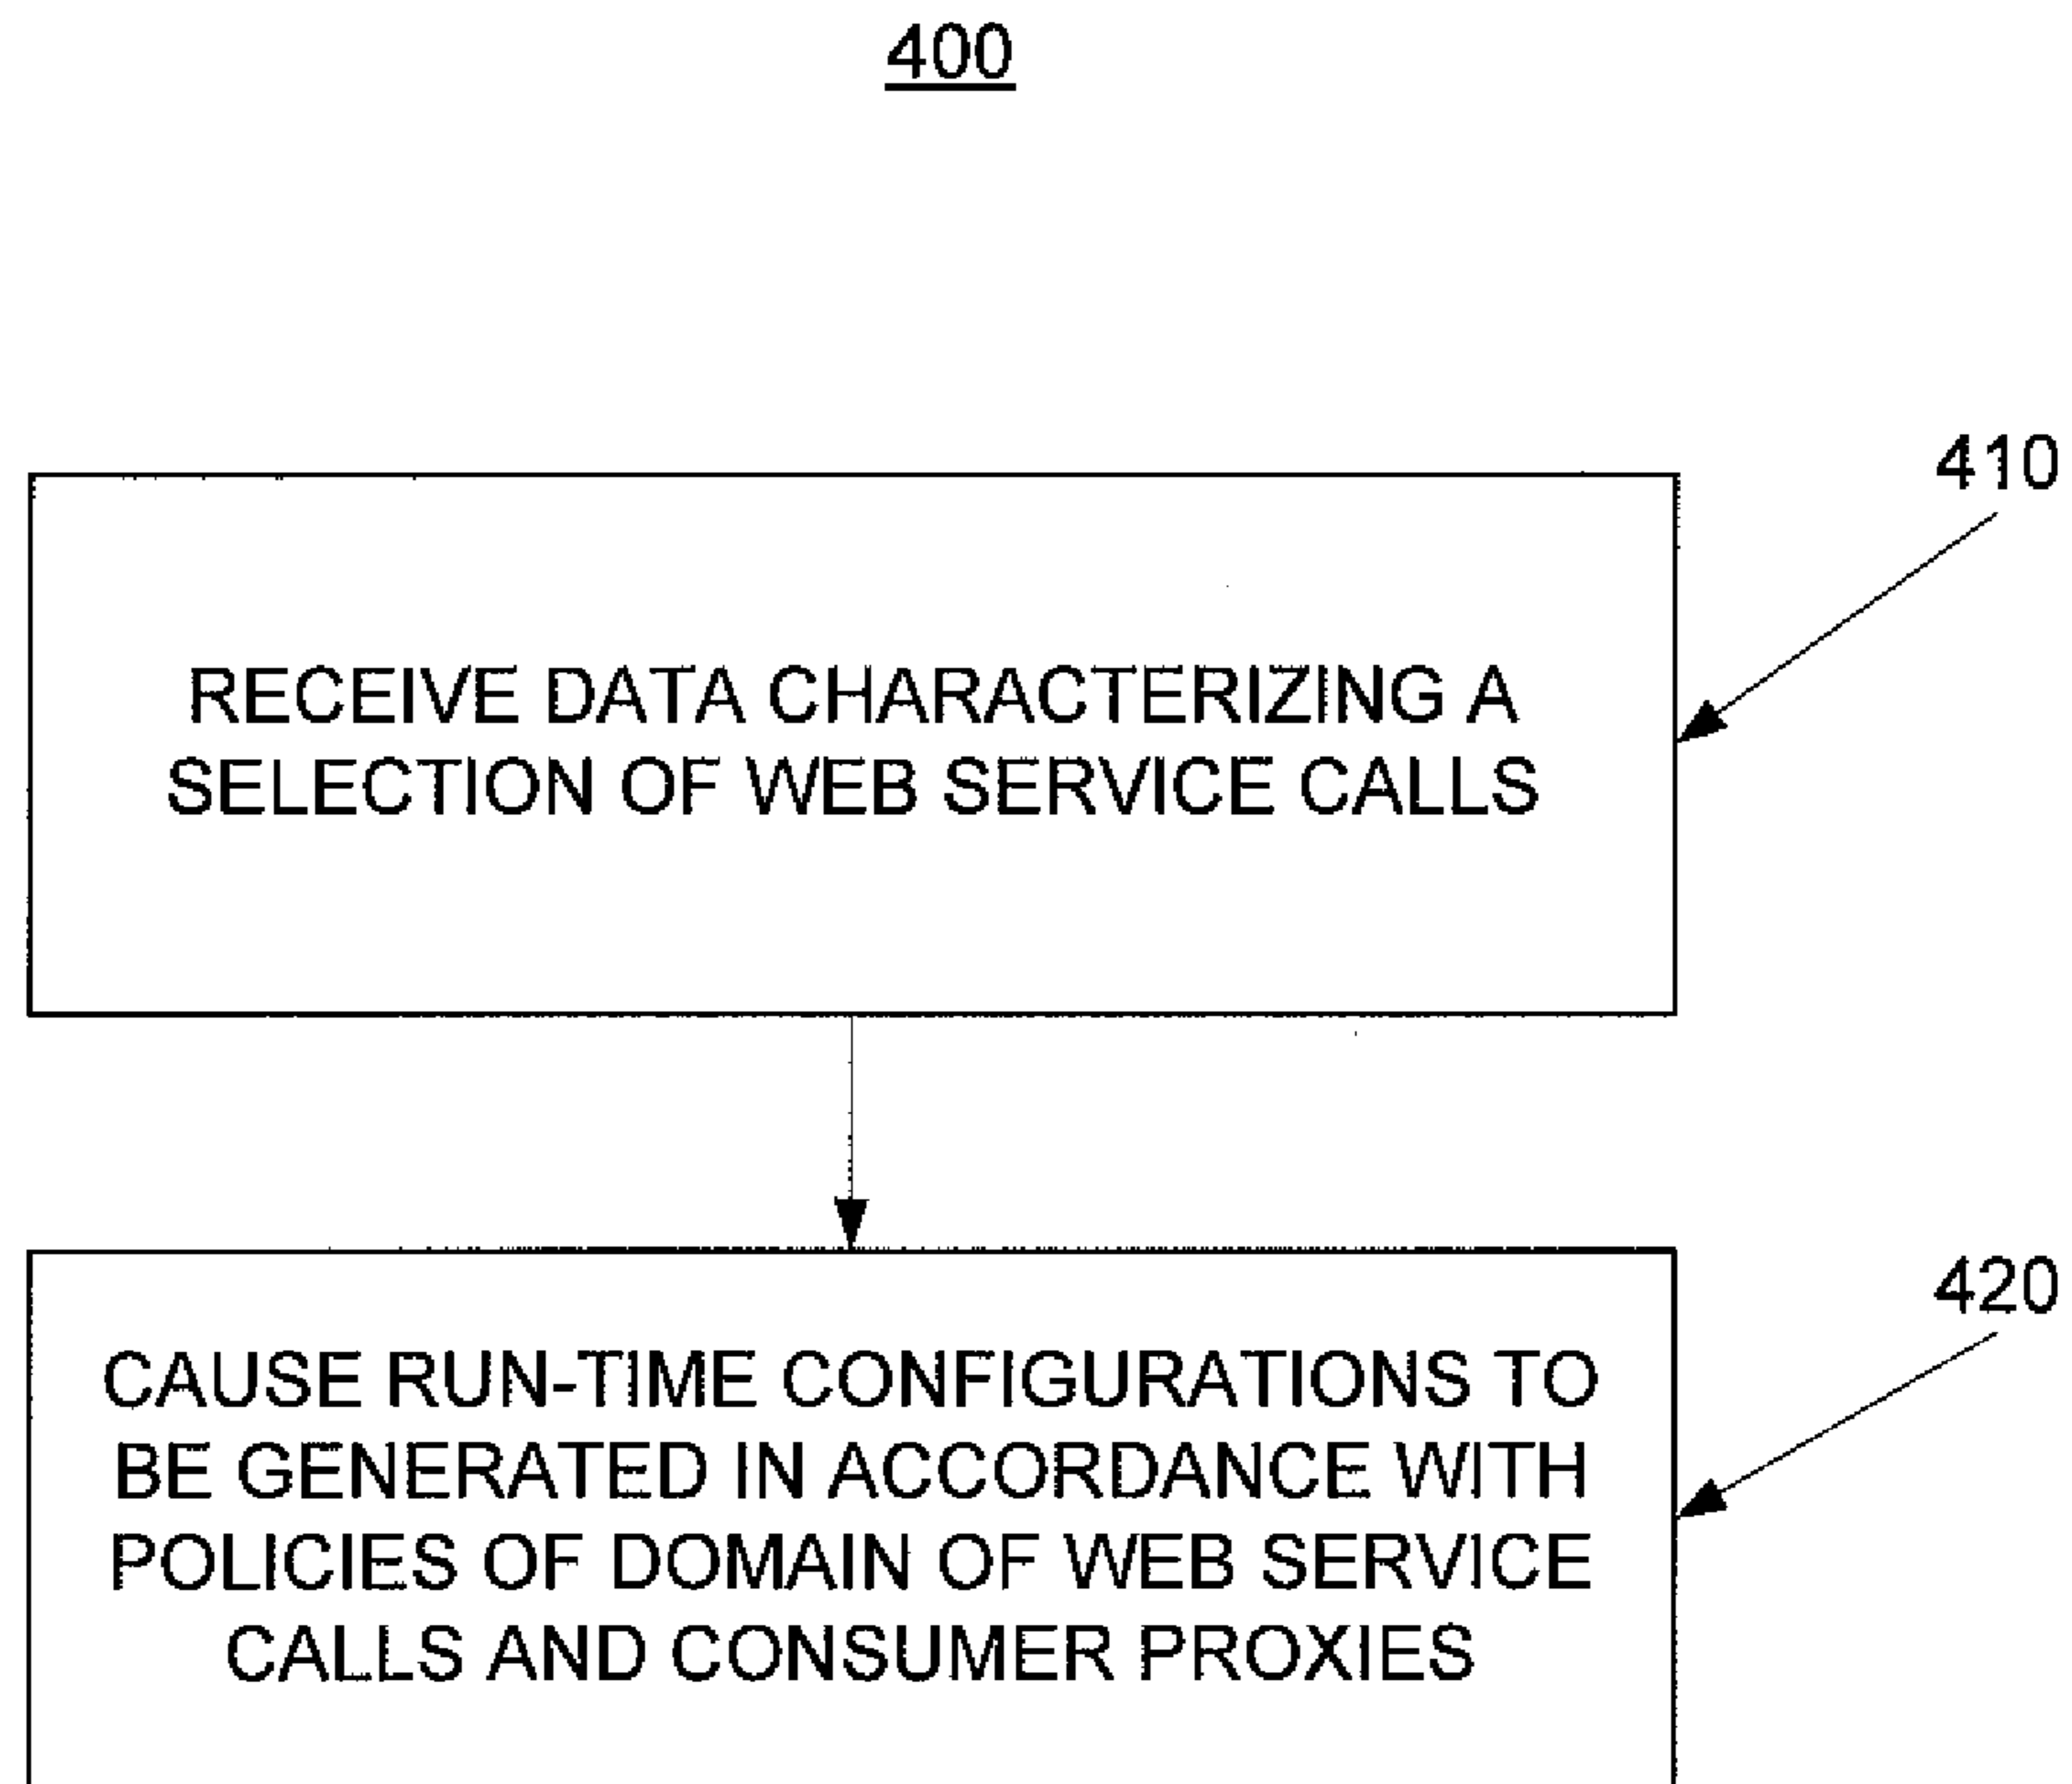 400
410
RECEIVE DATA CHARACTERIZING A
SELECTION OF WEB SERVICE CALLS
420
CAUSE RUN-TIME CONFIGURATIONS TO
BE GENERATED IN ACCORDANCE WITH
POLICIES OF DOMAIN OF WEB SERVICE
CALLS AND CONSUMER PROXIES